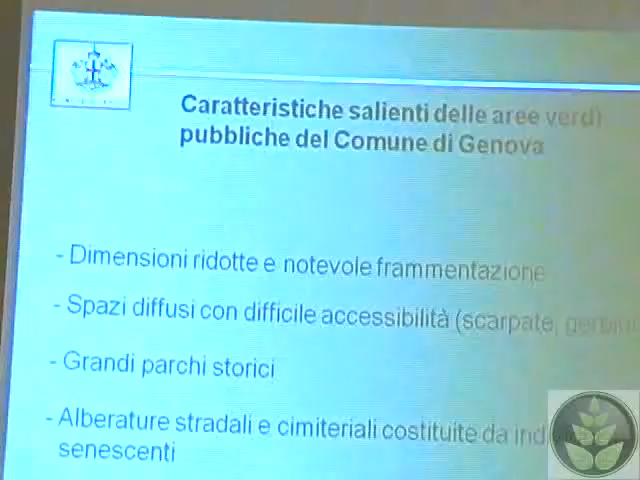 Caratteristiche salienti delle aree verdi
pubbliche del Comune di Genova
- Dimensioni ridotte e notevole frammentazione
- Spazi diffusi con difficile accessibilità (scarpate,
- Grandi parchi storici
- Alberature stradali e cimiteriali costituite da
senescenti